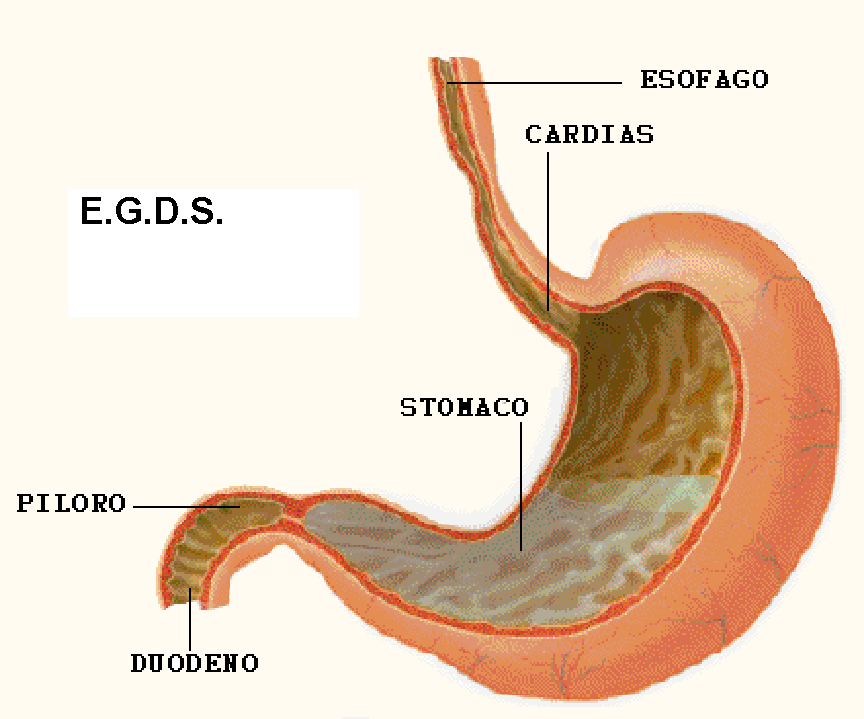 ESOFAGO
CARDIAS
E.G.D.S.
STOMACO
PILORO
DUODENO